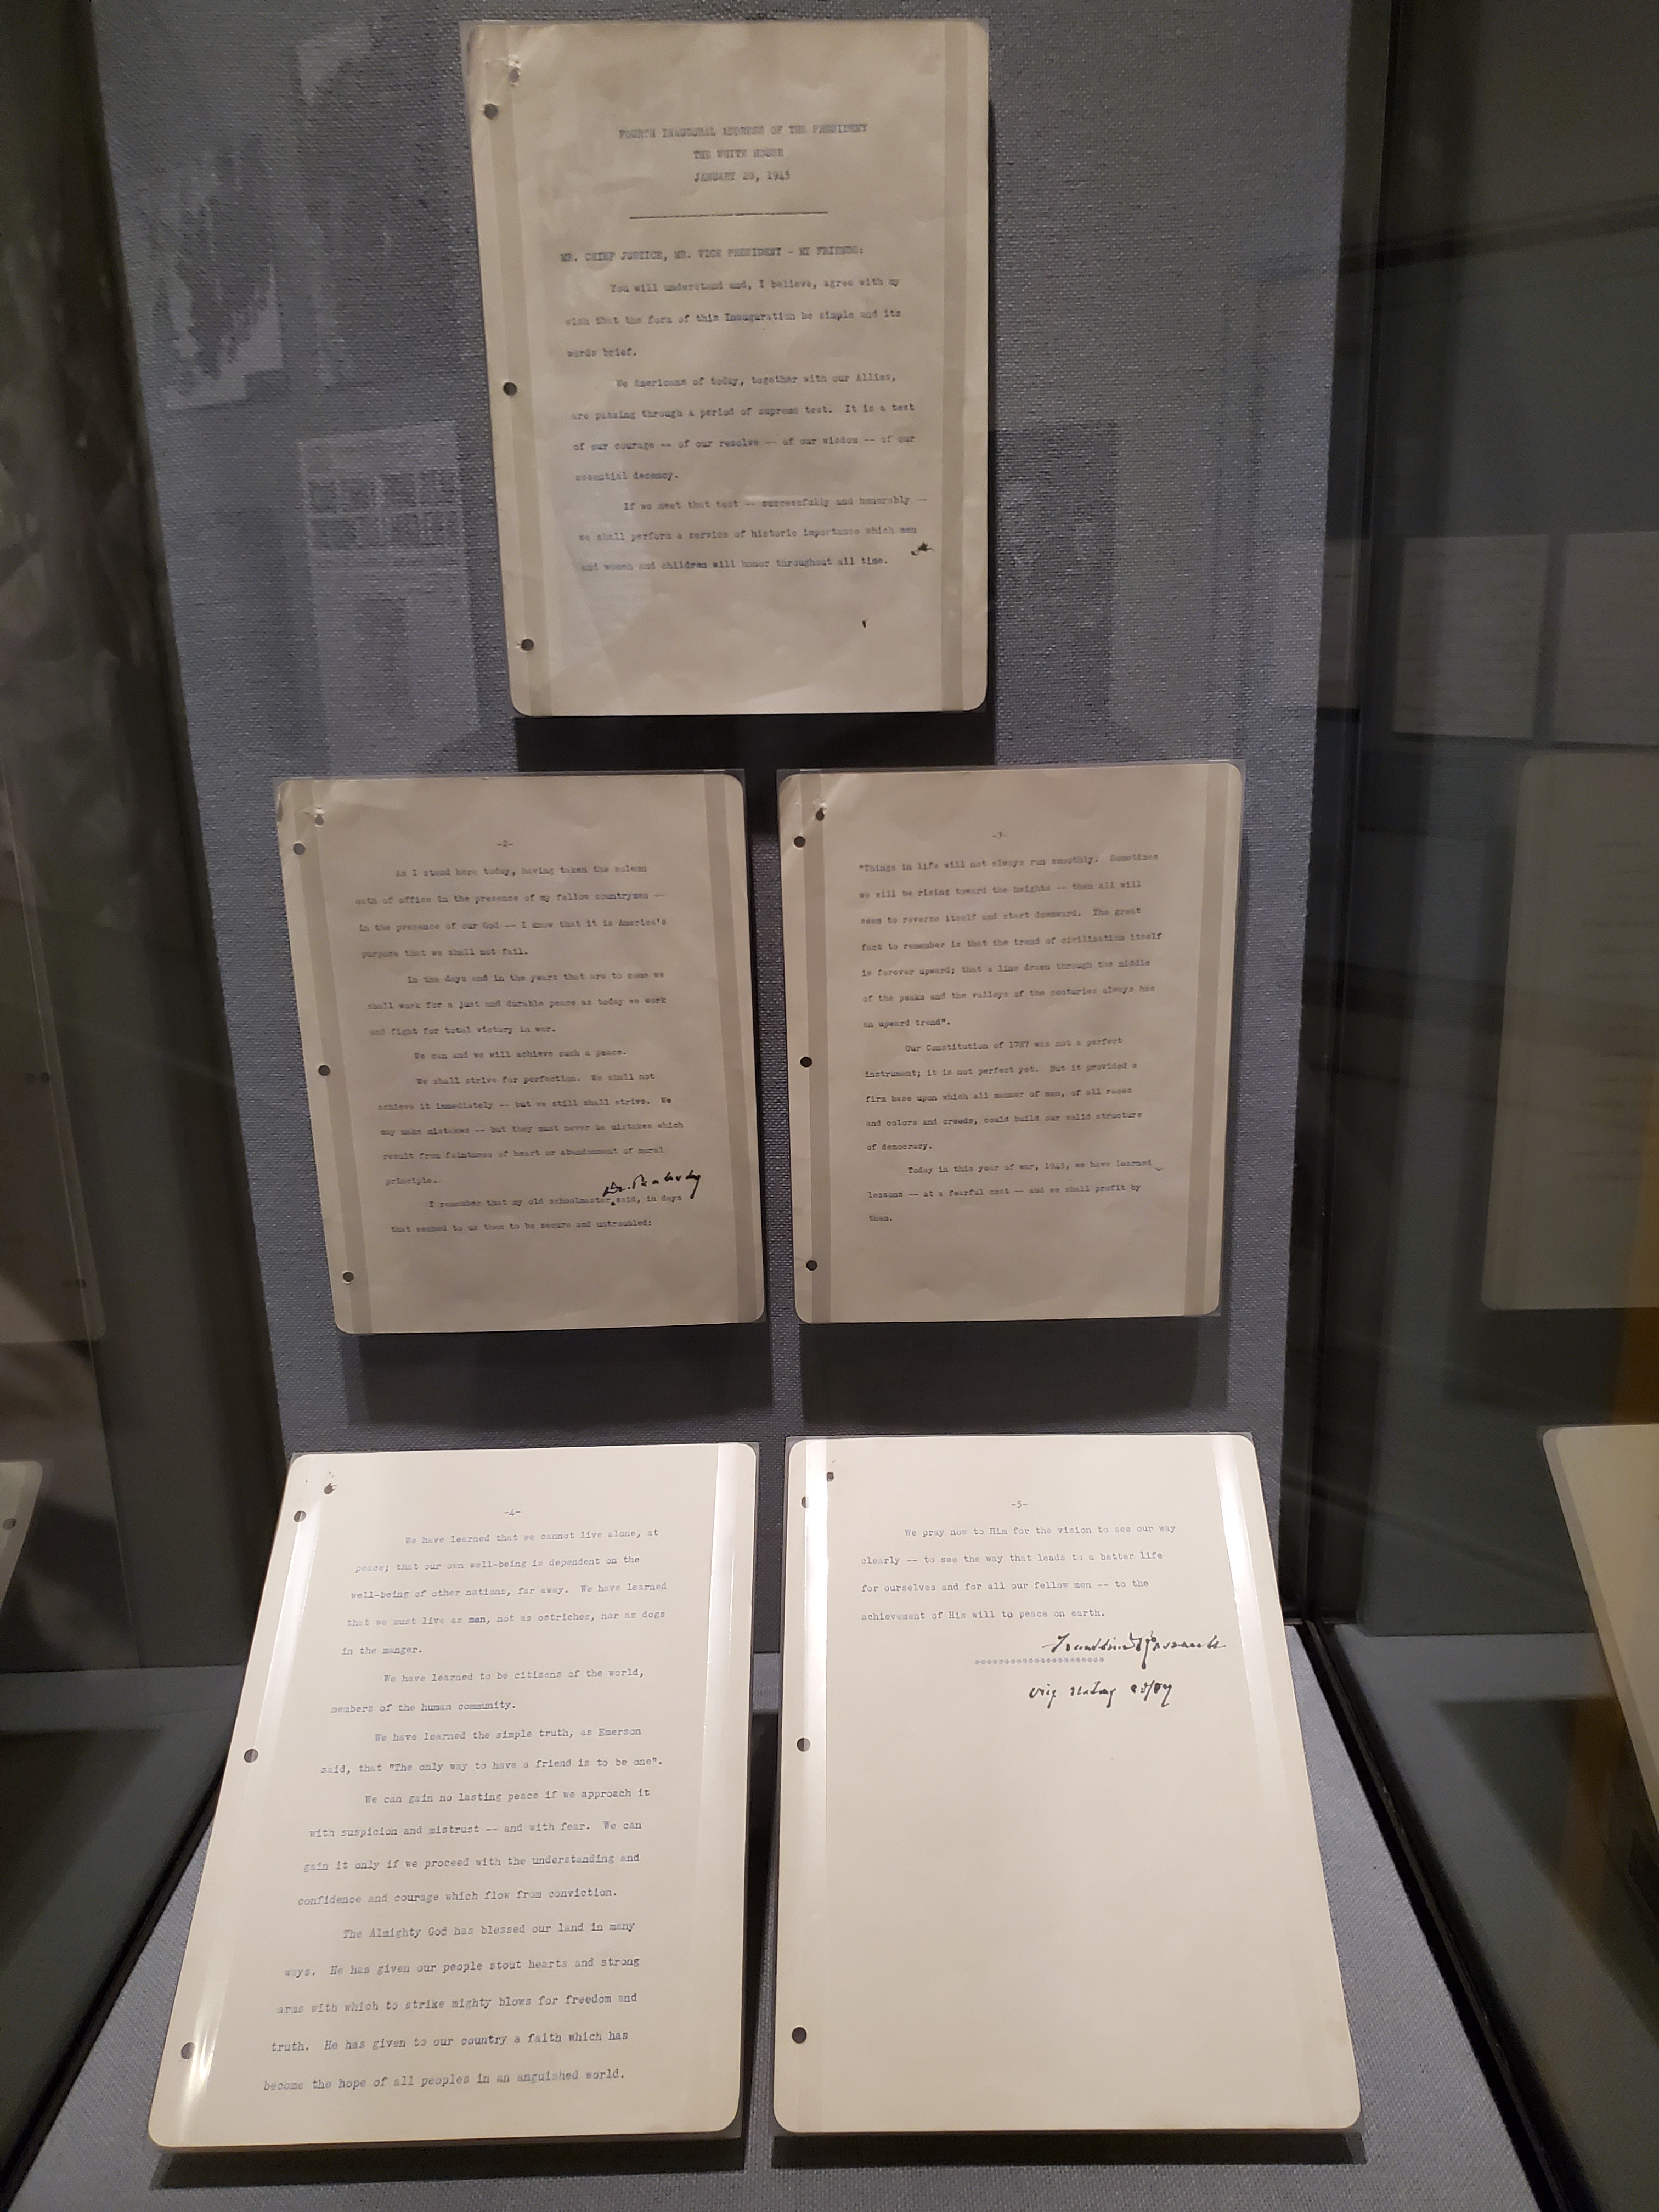 FOURTH INAUGURAL ADDRESS OF THE PRESIDENT
THE WHITE HOUSE
JANUARY 20, 1945
MR. CHIEF JUSTICE, MR. VICE PRESIDENT - MY FRIENDS:
You will understand and, I believe, agree with my
wish that the form of this Inauguration be simple and its
words brief.
We Americans of today, together with our Allies,
are passing through a period of supreme test. It is a test
of our courage -- of our resolve -- of our wisdom -- of our
essential decency.
If we meet that test -- successfully and honorably --
we shall perform a service of historic importance which men
and women and children will honor throughout all time.
-2-
As I stand here today, having taken the solemn
oath of office in the presence of my fellow countrymen --
in the presence of our God -- I know that it is America's
purpose that we shall not fail.
In the days and in the years that are to come we
shall work for a just and durable peace as today we work
and fight for total victory in war.
We can and we will achieve such a peace.
We shall strive for perfection. We shall not
achieve it immediately -- but we still shall strive. We
may make mistakes -- but they must never be mistakes which
result from faintness of heart or abandonment of moral
principle.
Dr. Peabody
I remember that my old schoolmaster said, in days
that seemed to us then to be secure and untroubled:
-3-
"Things in life will not always run smoothly. Sometimes
we will be rising toward the heights -- then all will
seem to reverse itself and start downward. The great
fact to remember is that the trend of civilization itself
is forever upward; that a line drawn through the middle
of the peaks and the valleys of the centuries always has
an upward trend".
Our Constitution of 1787 was not a perfect
instrument; it is not perfect yet. But it provided a
firm base upon which all manner of men, of all races
and colors and creeds, could build our solid structure
of democracy.
Today in this year of war, 1945, we have learned
lessons -- at a fearful cost -- and we shall profit by
them.
-4-
We have learned that we cannot live alone, at
peace; that our own well-being is dependent on the
well-being of other nations, far away. We have learned
that we must live as men, not as ostriches, nor as dogs
in the manger.
We have learned to be citizens of the world,
members of the human community.
We have learned the simple truth, as Emerson
said, that "The only way to have a friend is to be one".
We can gain no lasting peace if we approach it
with suspicion and mistrust -- and with fear. We can
gain it only if we proceed with the understanding and
confidence and courage which flow from conviction.
The Almighty God has blessed our land in many
ways. He has given our people stout hearts and strong
arms with which to strike mighty blows for freedom and
truth. He has given to our country a faith which has
become the hope of all peoples in an anguished world.
-5-
We pray now to Him for the vision to see our way
clearly -- to see the way that leads to a better life
for ourselves and for all our fellow men -- to the
achievement of His will to peace on earth.
Franklin D Roosevelt
Orig reading copy